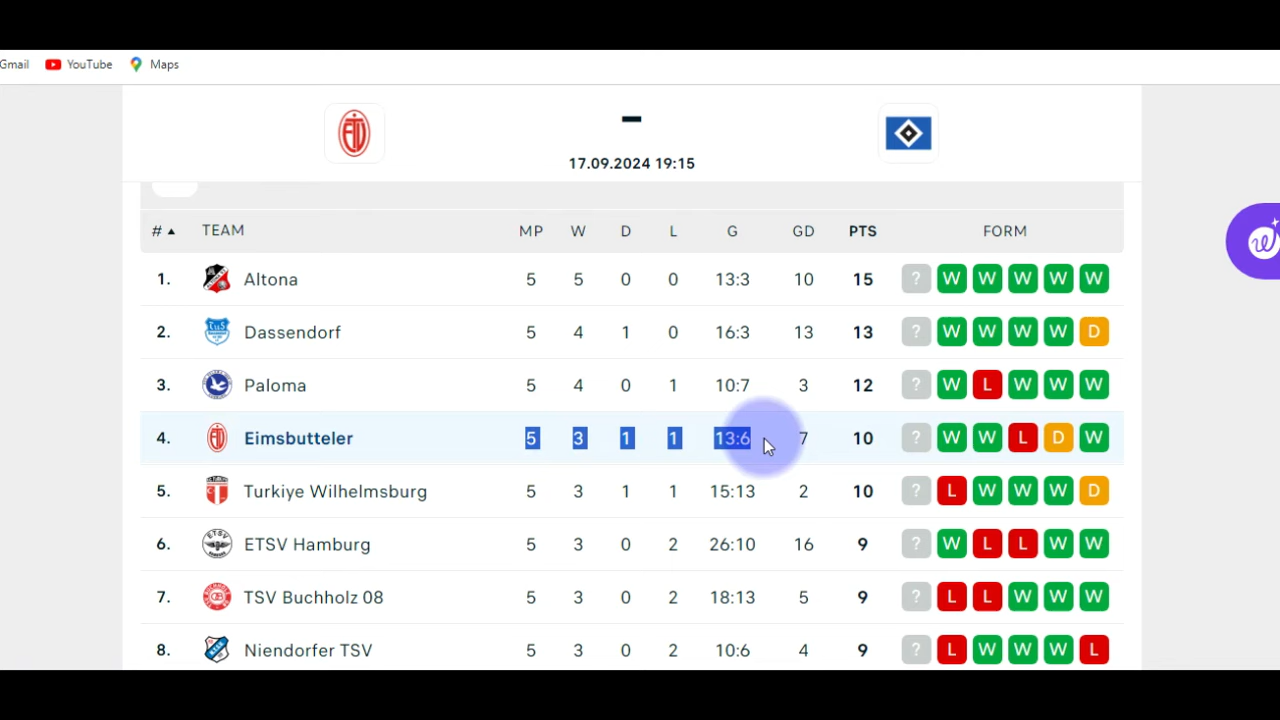 Gmail YouTube Maps
17.09.2024 19:15
# TEAM MP W D L G GD PTS FORM
1. Altona 5 5 0 0 13:3 10 15 ? W W W W W
2. Dassendorf 5 4 1 0 16:3 13 13 ? W W W W D
3. Paloma 5 4 0 1 10:7 3 12 ? W L W W W
4. Eimsbutteler 5 3 1 1 13:6 7 10 ? W W L D W
5. Turkiye Wilhelmsburg 5 3 1 1 15:13 2 10 ? L W W W D
6. ETSV Hamburg 5 3 0 2 26:10 16 9 ? W L L W W
7. TSV Buchholz 08 5 3 0 2 18:13 5 9 ? L L W W W
8. Niendorfer TSV 5 3 0 2 10:6 4 9 ? L W W W L